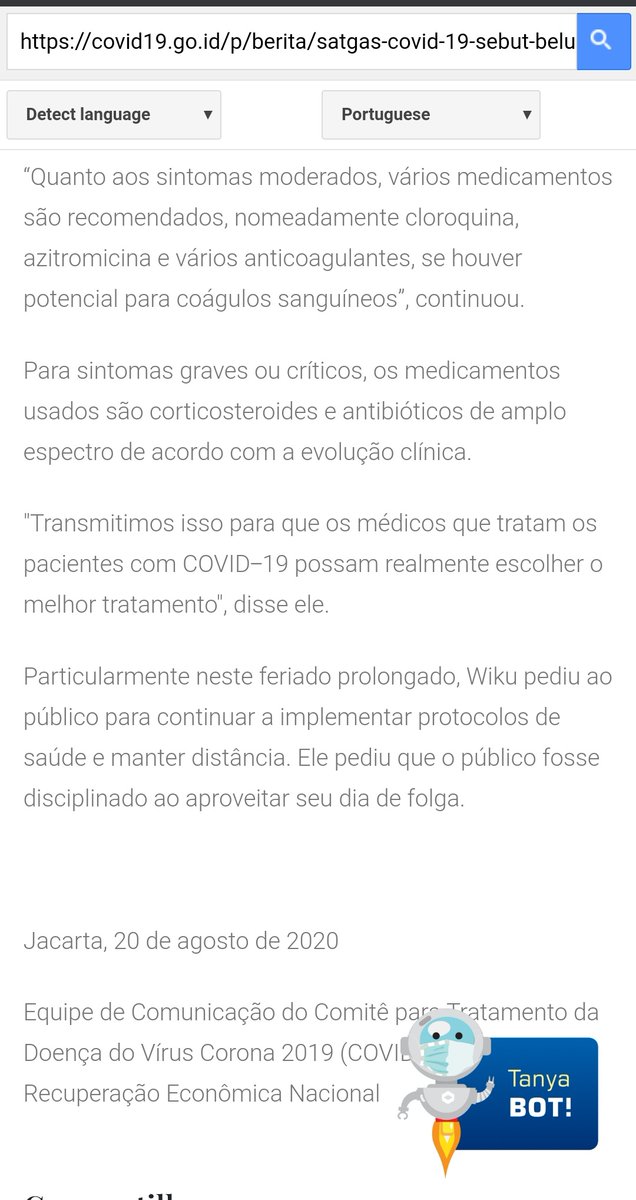 https://covid19.go.id/p/berita/satgas-covid-19-sebut-belu
Detect language ▼ Portuguese ▼
“Quanto aos sintomas moderados, vários medicamentos
são recomendados, nomeadamente cloroquina,
azitromicina e vários anticoagulantes, se houver
potencial para coágulos sanguíneos”, continuou.
Para sintomas graves ou críticos, os medicamentos
usados são corticosteroides e antibióticos de amplo
espectro de acordo com a evolução clínica.
"Transmitimos isso para que os médicos que tratam os
pacientes com COVID–19 possam realmente escolher o
melhor tratamento", disse ele.
Particularmente neste feriado prolongado, Wiku pediu ao
público para continuar a implementar protocolos de
saúde e manter distância. Ele pediu que o público fosse
disciplinado ao aproveitar seu dia de folga.
Jacarta, 20 de agosto de 2020
Equipe de Comunicação do Comitê para Tratamento da
Doença do Vírus Corona 2019 (COVI
Recuperação Econômica Nacional
Tanya
BOT!